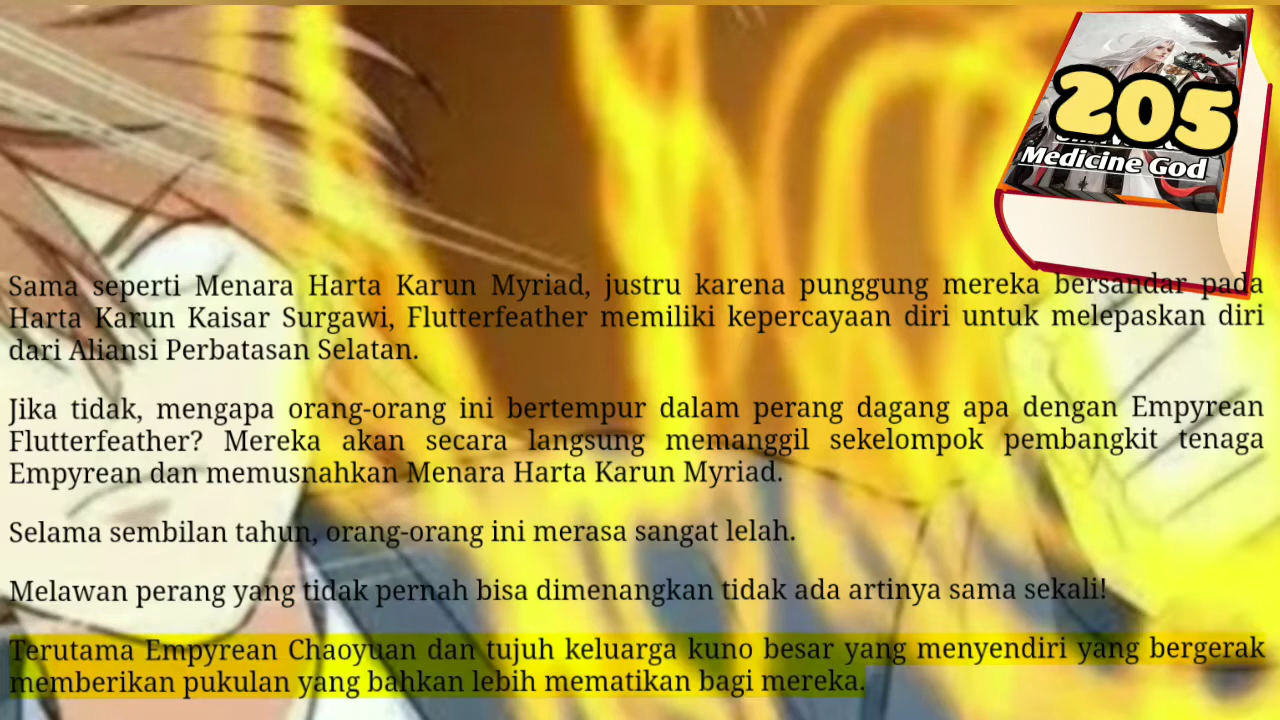 205
Medicine God
Sama seperti Menara Harta Karun Myriad, justru karena punggung mereka bersandar pada
Harta Karun Kaisar Surgawi, Flutterfeather memiliki kepercayaan diri untuk melepaskan diri
dari Aliansi Perbatasan Selatan.
Jika tidak, mengapa orang-orang ini bertempur dalam perang dagang apa dengan Empyrean
Flutterfeather? Mereka akan secara langsung memanggil sekelompok pembangkit tenaga
Empyrean dan memusnahkan Menara Harta Karun Myriad.
Selama sembilan tahun, orang-orang ini merasa sangat lelah.
Melawan perang yang tidak pernah bisa dimenangkan tidak ada artinya sama sekali!
Terutama Empyrean Chaoyuan dan tujuh keluarga kuno besar yang menyendiri yang bergerak
memberikan pukulan yang bahkan lebih mematikan bagi mereka.